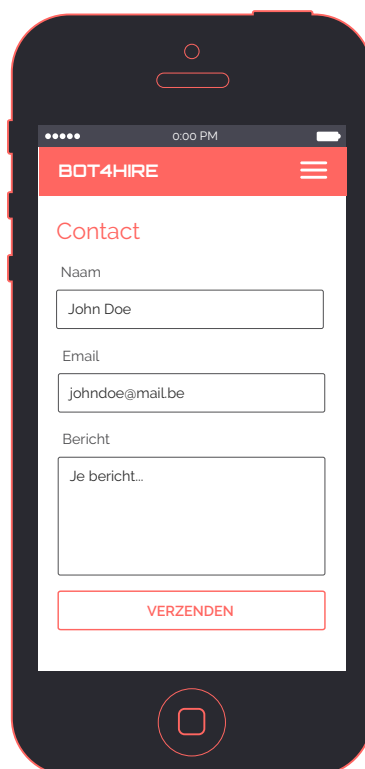 0:00 PM
BOT4HIRE
Contact
Naam
John Doe
Email
johndoe@mail.be
Bericht
Je bericht...
VERZENDEN